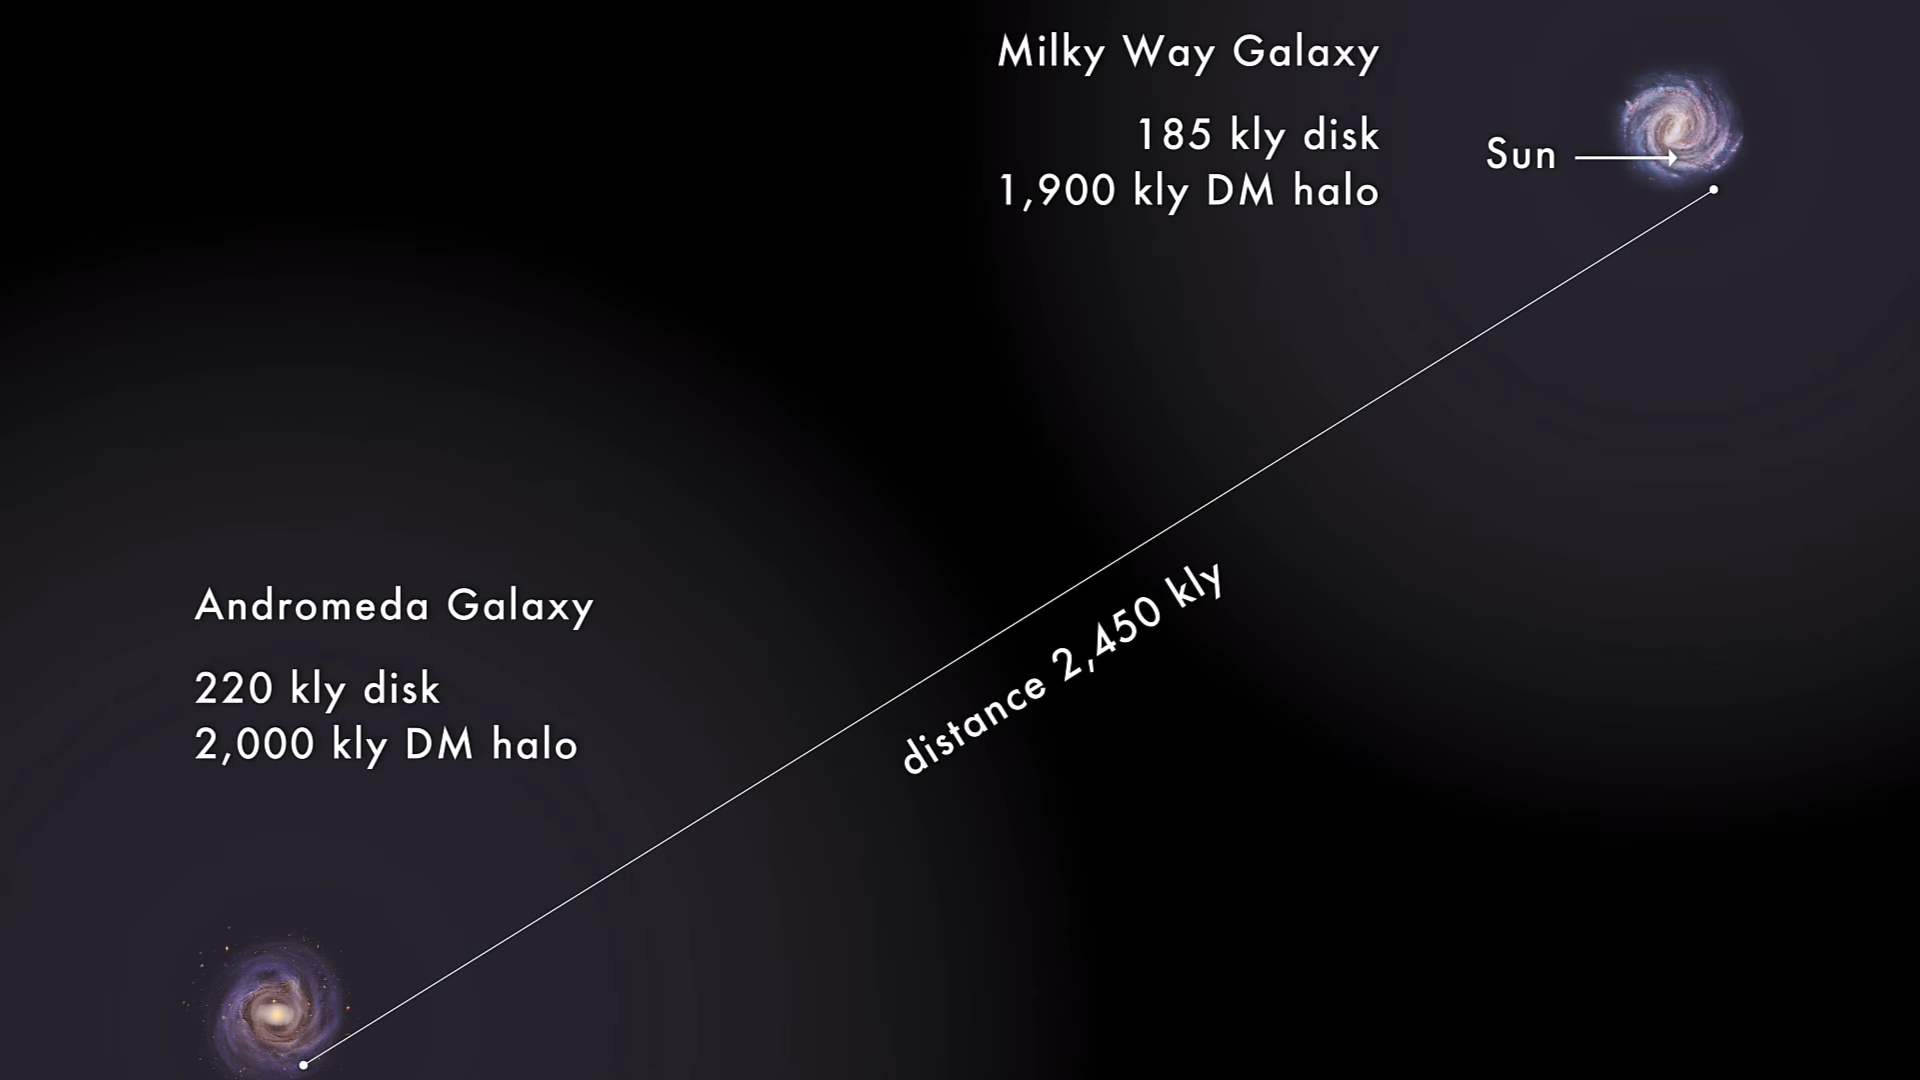 Milky Way Galaxy
185 kly disk
1,900 kly DM halo
Sun
distance 2,450 kly
Andromeda Galaxy
220 kly disk
2,000 kly DM halo